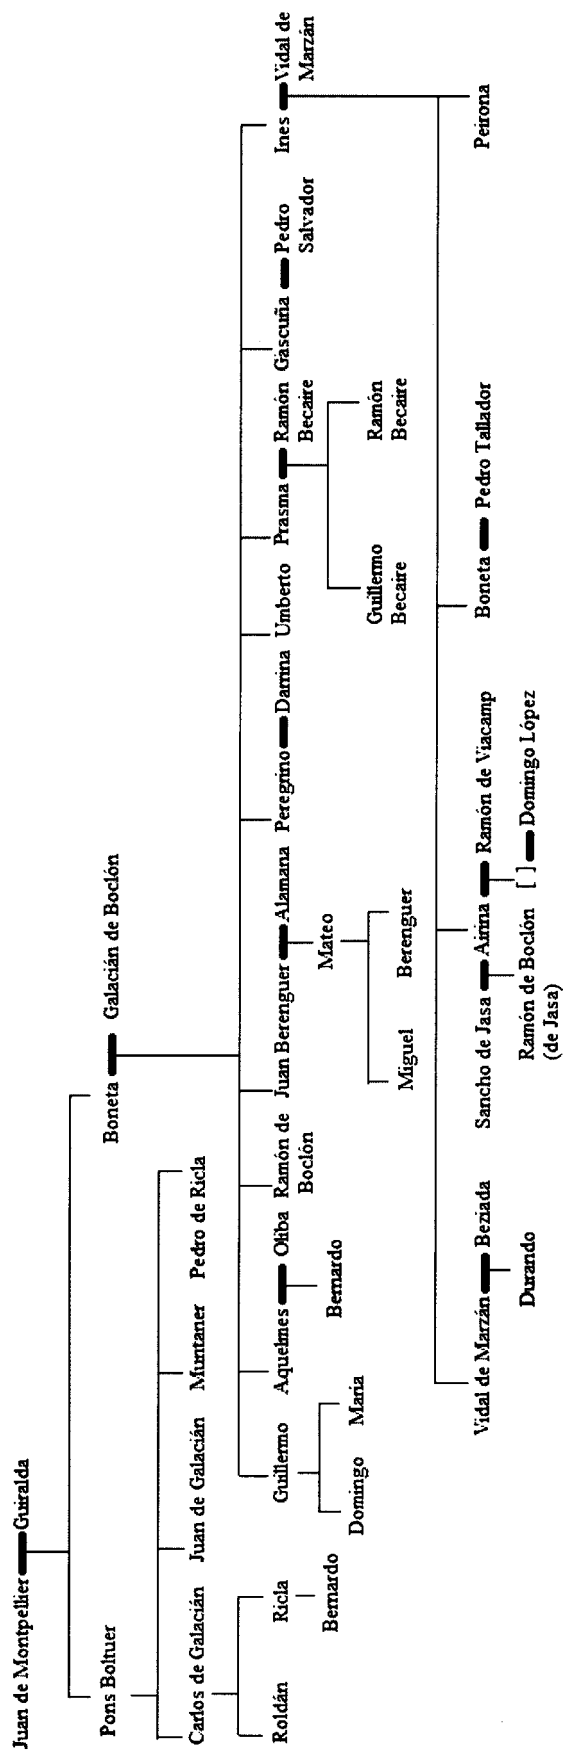 Juan de Montpellier Guiralda
Pons Boltuer
Boneta Galacián de Boclón
Carlos de Galacián Juan de Galacián Muntaner Pedro de Ricla
Roldán Ricla
Bernardo
Guillermo Aquelmes Oliba Ramón de Juan Berenguer Alamana Peregrino Darrina Umberto Prasma Ramón Gascuña Pedro Ines Vidal de
Boclón Becaire Salvador Marzán
Domingo Maria Bernardo Mateo
Miguel Berenguer
Guillermo Ramón
Becaire Becaire
Vidal de Marzán Beziada Sancho de Jasa Airina Ramón de Viacamp Boneta Pedro Tallador Peirona
Durando Ramón de Boclón [ ] Domingo López
(de Jasa)